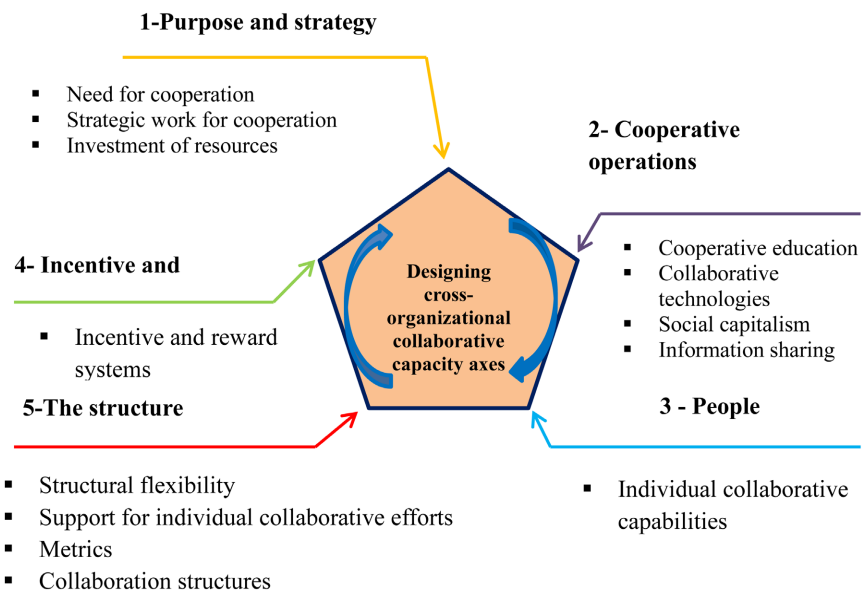 1-Purpose and strategy
▪ Need for cooperation
▪ Strategic work for cooperation
▪ Investment of resources
2- Cooperative
operations
▪ Cooperative education
▪ Collaborative
technologies
▪ Social capitalism
▪ Information sharing
Designing
cross-
organizational
collaborative
capacity axes
4- Incentive and
▪ Incentive and reward
systems
3 - People
▪ Individual collaborative
capabilities
5-The structure
▪ Structural flexibility
▪ Support for individual collaborative efforts
▪ Metrics
▪ Collaboration structures